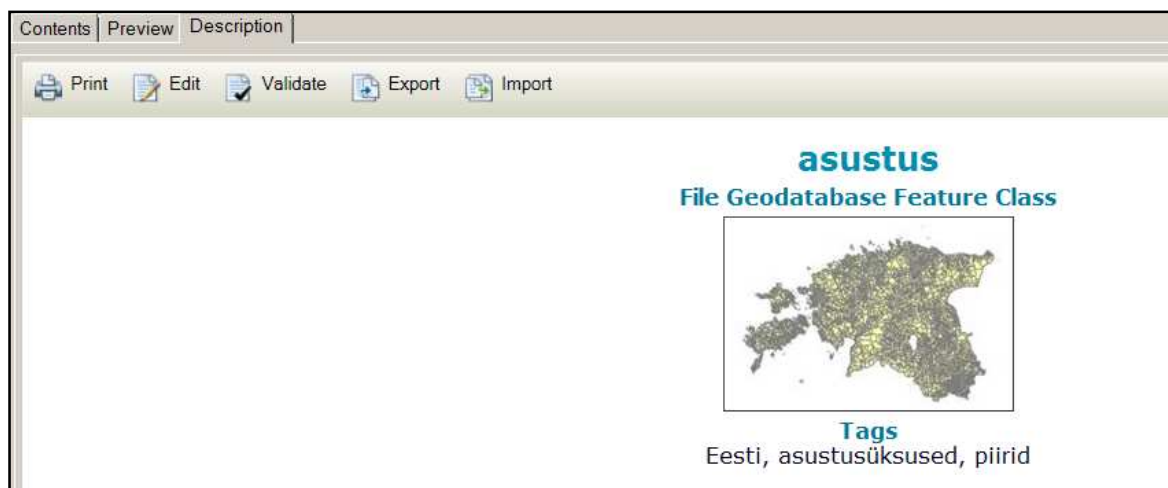 Contents Preview Description
Print Edit Validate Export Import
asustus
File Geodatabase Feature Class
Tags
Eesti, asustusüksused, piirid